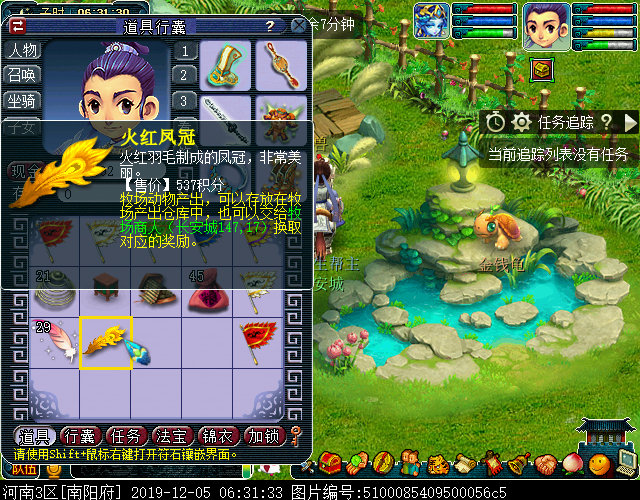 子时 06:31:30
余7分钟
道具行囊
?
人物
1
召唤
2
坐骑
3
子女
火红凤冠
火红羽毛制成的凤冠，非常美
丽。
【售价】537积分
牧场动物产出，可以存放在牧
场产出仓库中，也可以交给牧
场商人（长安城147,17）换取
对应的奖励。
现金
任务追踪 ?
当前追踪列表没有任务
金钱龟
生帮主
安城
21
45
29
道具
行囊
任务
法宝
锦衣
加锁
请使用Shift+鼠标右键打开符石镶嵌界面。
队伍
河南3区[南阳府] 2019-12-05 06:31:33 图片编号:5100085409500056c5